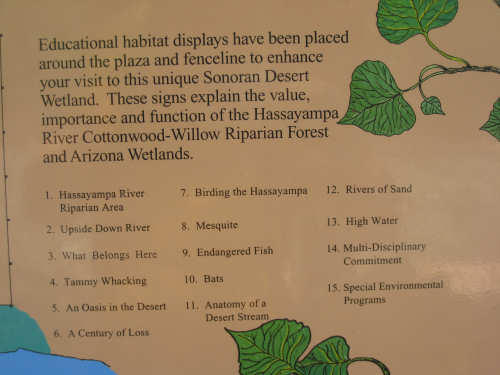 Educational habitat displays have been placed
around the plaza and fenceline to enhance
your visit to this unique Sonoran Desert
Wetland. These signs explain the value,
importance and function of the Hassayampa
River Cottonwood-Willow Riparian Forest
and Arizona Wetlands.
1. Hassayampa River
Riparian Area
2. Upside Down River
3. What Belongs Here
4. Tammy Whacking
5. An Oasis in the Desert
6. A Century of Loss
7. Birding the Hassayampa
8. Mesquite
9. Endangered Fish
10. Bats
11. Anatomy of a
Desert Stream
12. Rivers of Sand
13. High Water
14. Multi-Disciplinary
Commitment
15. Special Environmental
Programs